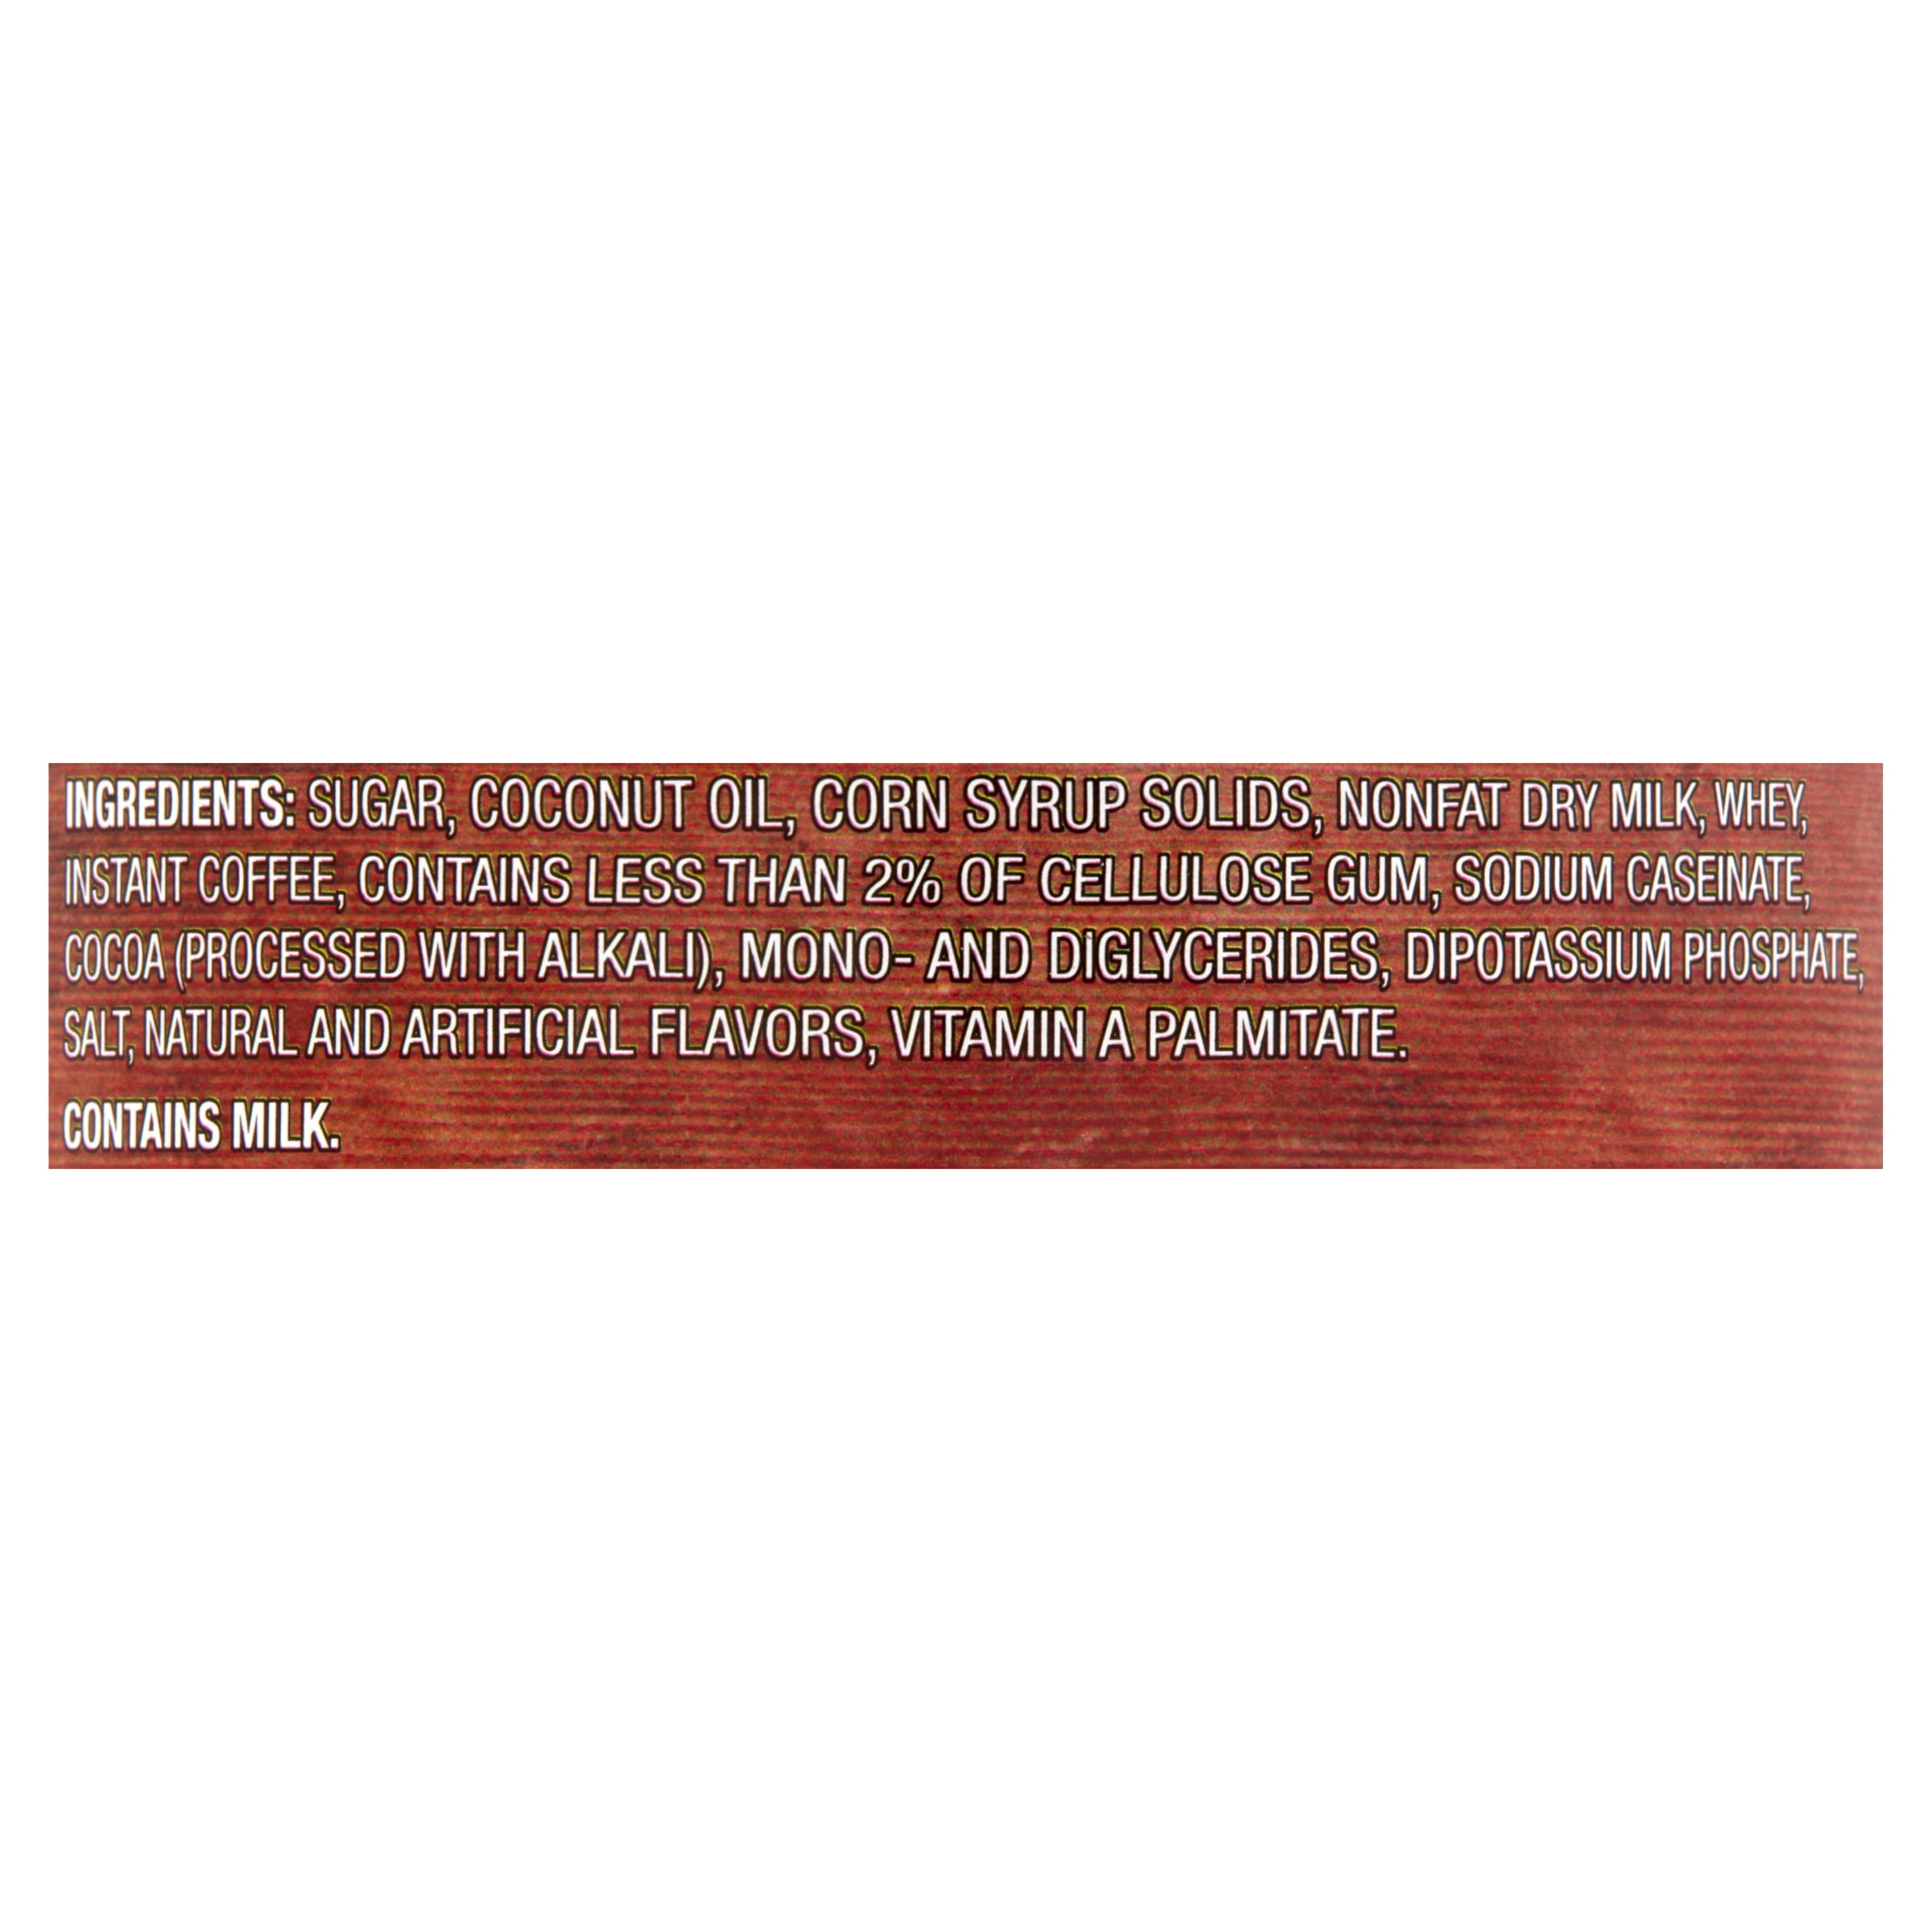 INGREDIENTS: SUGAR, COCONUT OIL, CORN SYRUP SOLIDS, NONFAT DRY MILK, WHEY,
INSTANT COFFEE, CONTAINS LESS THAN 2% OF CELLULOSE GUM, SODIUM CASEINATE,
COCOA (PROCESSED WITH ALKALI), MONO- AND DIGLYCERIDES, DIPOTASSIUM PHOSPHATE,
SALT, NATURAL AND ARTIFICIAL FLAVORS, VITAMIN A PALMITATE.
CONTAINS MILK.